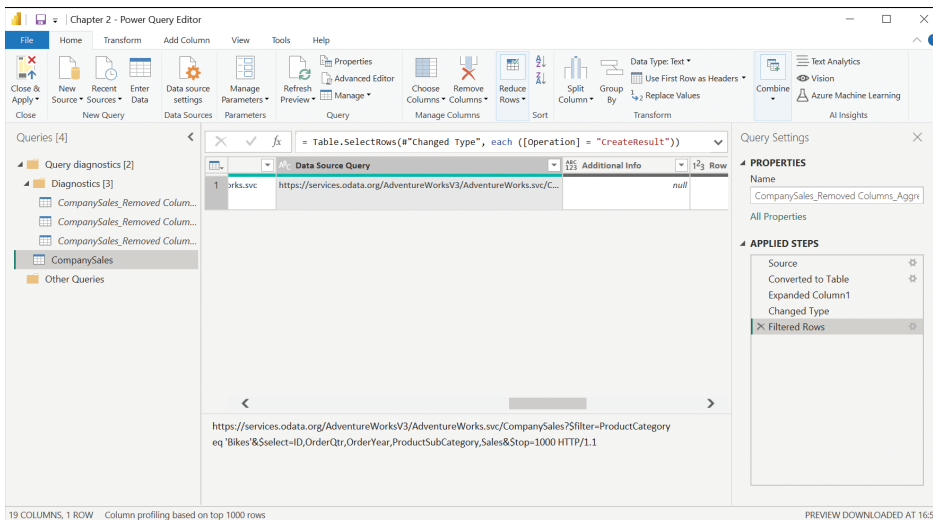 Chapter 2 - Power Query Editor
File Home Transform Add Column View Tools Help
Close & Apply
New Source
Recent Sources
Enter Data
Data source settings
Manage Parameters
Refresh Preview
Properties
Advanced Editor
Manage
Choose Columns
Remove Columns
Reduce Rows
A Z
Z A
Split Column
Group By
Data Type: Text
Use First Row as Headers
1 2 Replace Values
Combine
Text Analytics
Vision
Azure Machine Learning
Close New Query Data Sources Parameters Query Manage Columns Sort Transform AI Insights
Queries [4]
fx = Table.SelectRows(#"Changed Type", each ([Operation] = "CreateResult"))
Query diagnostics [2]
Diagnostics [3]
CompanySales_Removed Colum...
CompanySales_Removed Colum...
CompanySales_Removed Colum...
CompanySales
Other Queries
ABC Data Source Query ABC 123 Additional Info 123 Row
1 orks.svc https://services.odata.org/AdventureWorksV3/AdventureWorks.svc/C... null
https://services.odata.org/AdventureWorksV3/AdventureWorks.svc/CompanySales?$filter=ProductCategory
eq 'Bikes'&$select=ID,OrderQtr,OrderYear,ProductSubCategory,Sales&$top=1000 HTTP/1.1
Query Settings
PROPERTIES
Name
CompanySales_Removed Columns_Aggre
All Properties
APPLIED STEPS
Source
Converted to Table
Expanded Column1
Changed Type
Filtered Rows
19 COLUMNS, 1 ROW Column profiling based on top 1000 rows PREVIEW DOWNLOADED AT 16:5